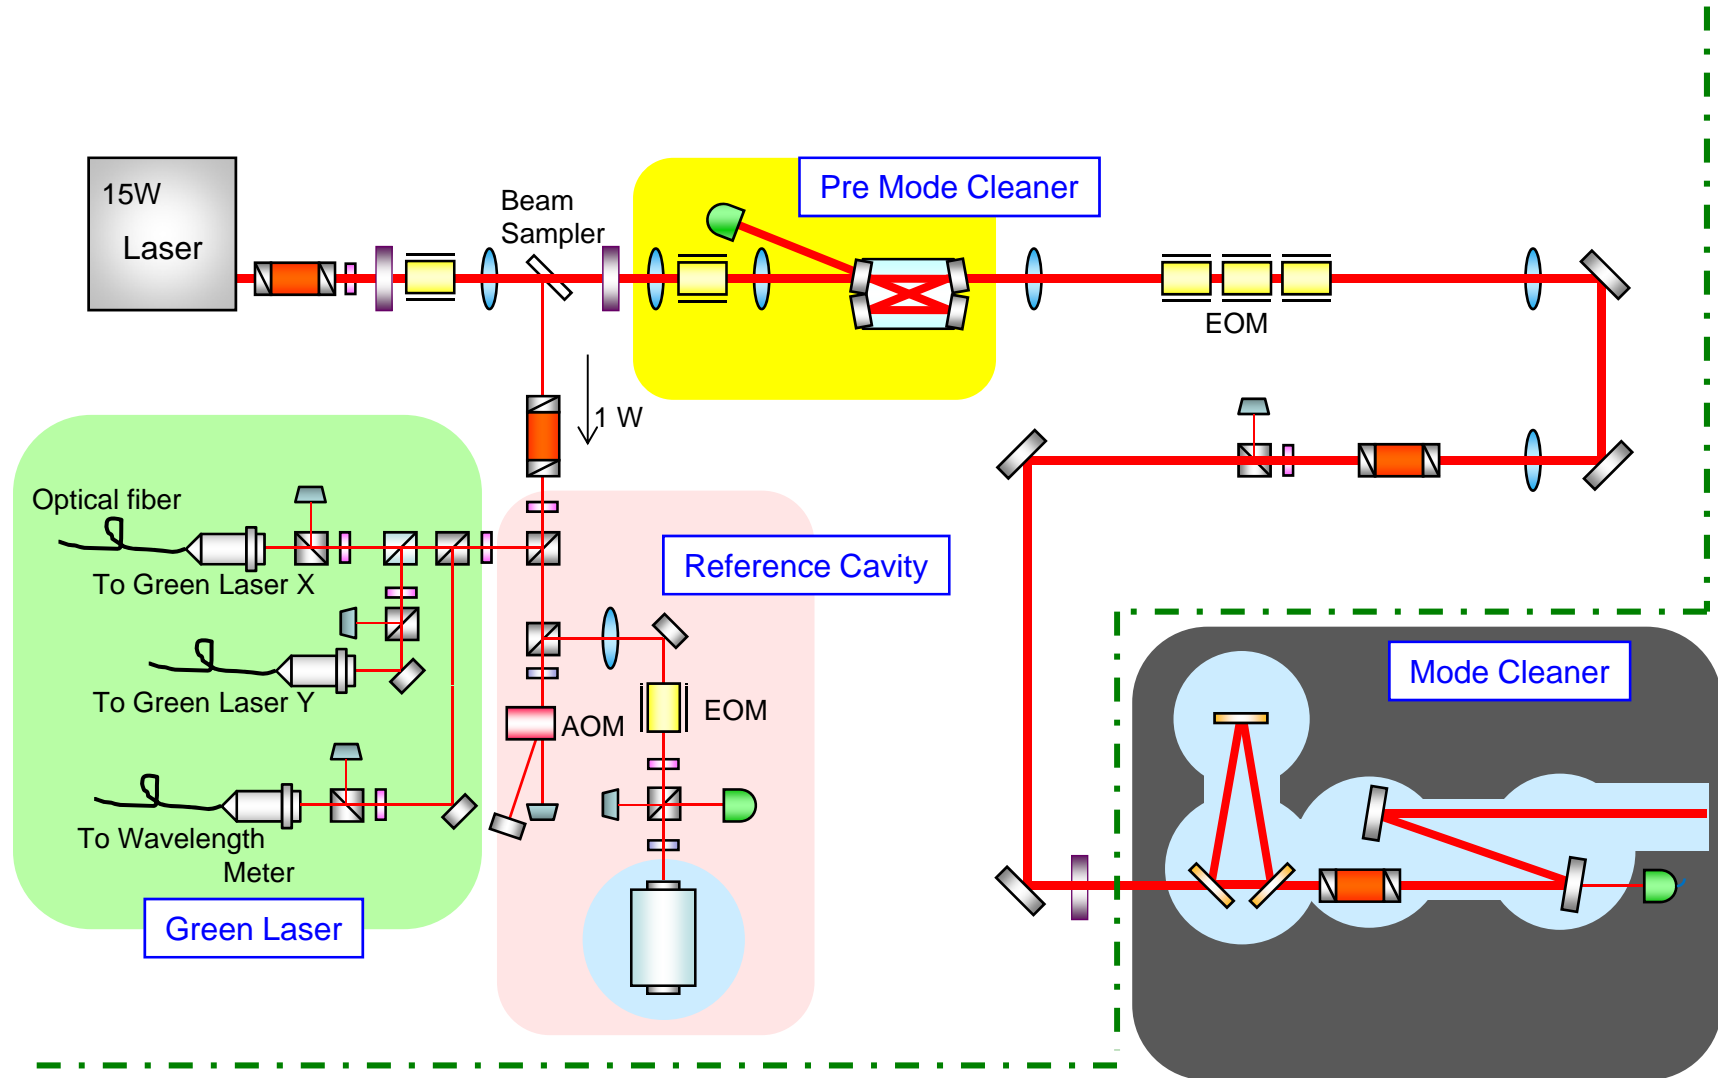 15W
Laser
Beam
Sampler
Pre Mode Cleaner
EOM
1 W
Optical fiber
To Green Laser X
Reference Cavity
To Green Laser Y
AOM
EOM
Mode Cleaner
To Wavelength
Meter
Green Laser